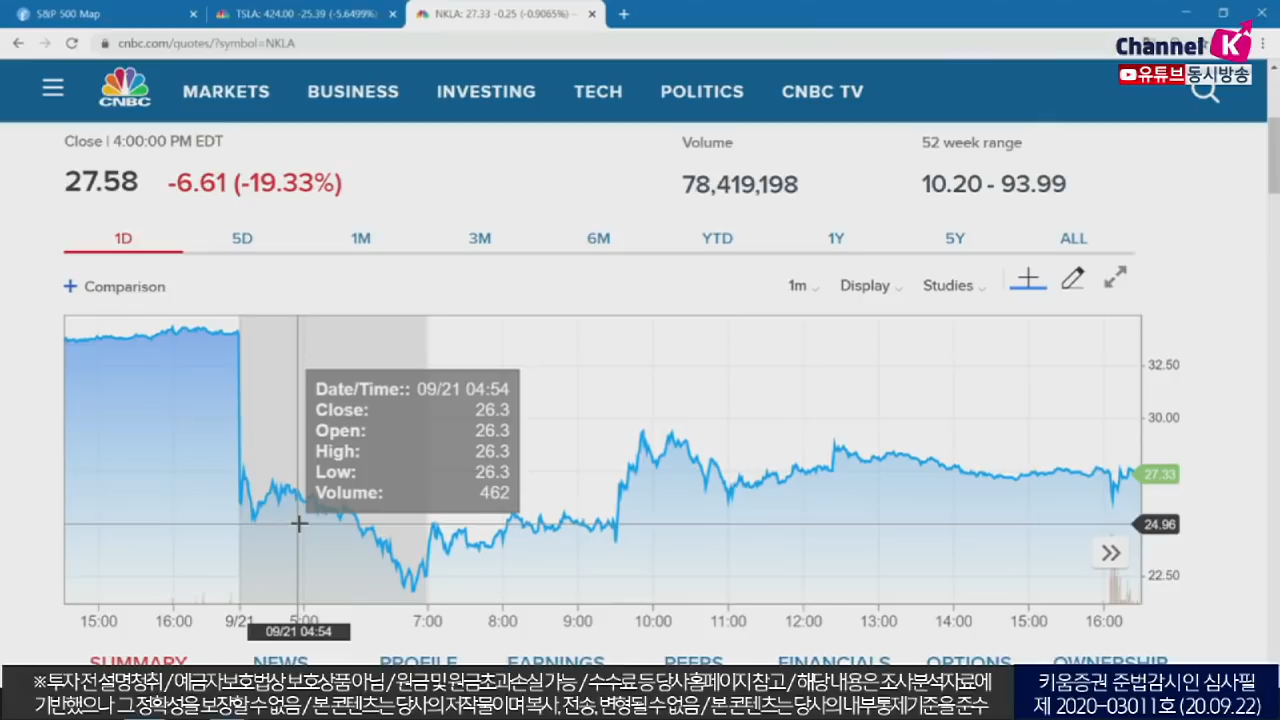 S&P 500 Map
TSLA: 424.00 -25.39 (-5.6499%)
NKLA: 27.33 -0.25 (-0.9065%) –
cnbc.com/quotes/?symbol=NKLA
Channel K
유튜브 동시방송
CNBC
MARKETS BUSINESS INVESTING TECH POLITICS CNBC TV
Close | 4:00:00 PM EDT
Volume
52 week range
27.58 -6.61 (-19.33%)
78,419,198
10.20 - 93.99
1D 5D 1M 3M 6M YTD 1Y 5Y ALL
+ Comparison
1m Display Studies
Date/Time:: 09/21 04:54
Close: 26.3
Open: 26.3
High: 26.3
Low: 26.3
Volume: 462
32.50
30.00
27.33
24.96
22.50
15:00 16:00 9/21 5:00 7:00 8:00 9:00 10:00 11:00 12:00 13:00 14:00 15:00 16:00
09/21 04:54
SUMMARY NEWS PROFILE EARNINGS PEERS FINANCIALS OPTIONS OWNERSHIP
※투자 전 설명청취 / 예금자보호법상 보호상품 아님 / 원금 및 원금초과손실 가능 / 수수료 등 당사홈페이지 참고 / 해당 내용은 조사분석자료에
기반했으나 그 정확성을 보장할 수 없음 / 본 콘텐츠는 당사의 저작물이며 복사, 전송, 변형될 수 없음 / 본 콘텐츠는 당사의 내부통제기준을 준수
키움증권 준법감시인 심사필
제 2020-03011호 (20.09.22)